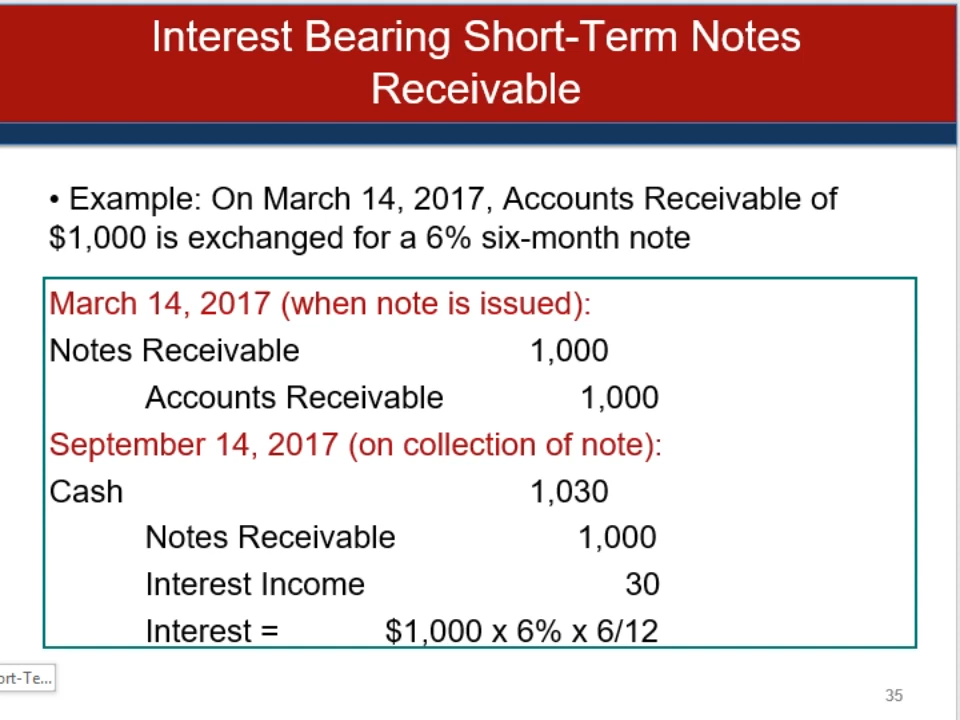 Interest Bearing Short-Term Notes
Receivable
• Example: On March 14, 2017, Accounts Receivable of
$1,000 is exchanged for a 6% six-month note
March 14, 2017 (when note is issued):
Notes Receivable 1,000
Accounts Receivable 1,000
September 14, 2017 (on collection of note):
Cash 1,030
Notes Receivable 1,000
Interest Income 30
Interest = $1,000 x 6% x 6/12
ort-Te...
35